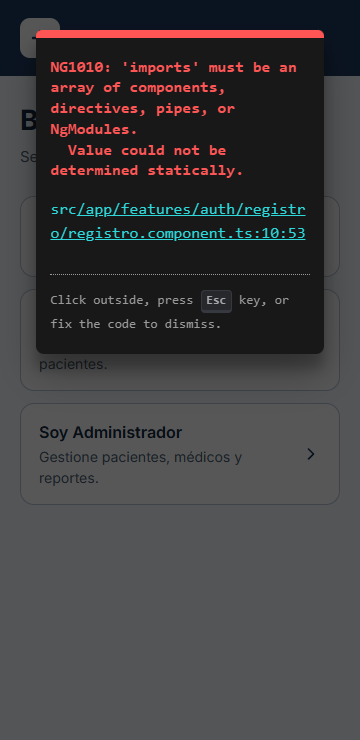 B
Se
NG1010: 'imports' must be an
array of components,
directives, pipes, or
NgModules.
Value could not be
determined statically.
src/app/features/auth/registr
o/registro.component.ts:10:53
Click outside, press Esc key, or
fix the code to dismiss.
pacientes.
Soy Administrador
Gestione pacientes, médicos y
reportes.